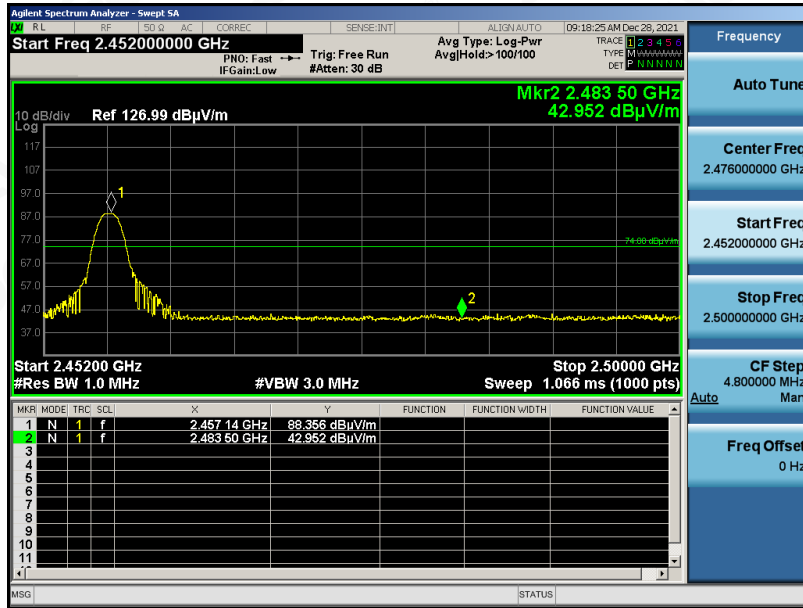 Agilent Spectrum Analyzer - Swept SA
LXI RL RF 50 Ω AC CORREC SENSE:INT ALIGN AUTO 09:18:25 AM Dec 28, 2021
Start Freq 2.452000000 GHz
PNO: Fast
IFGain:Low
Trig: Free Run
#Atten: 30 dB
Avg Type: Log-Pwr
Avg|Hold:>100/100
TRACE 1 2 3 4 5 6
TYPE M
DET P N N N N N
Mkr2 2.483 50 GHz
42.952 dBµV/m
10 dB/div Ref 126.99 dBµV/m
Log
117
107
97.0
87.0
77.0
67.0
57.0
47.0
37.0
1
74.00 dBµV/m
2
Start 2.45200 GHz Stop 2.50000 GHz
#Res BW 1.0 MHz #VBW 3.0 MHz Sweep 1.066 ms (1000 pts)
MKR MODE TRC SCL X Y FUNCTION FUNCTION WIDTH FUNCTION VALUE
1 N 1 f 2.457 14 GHz 88.356 dBµV/m
2 N 1 f 2.483 50 GHz 42.952 dBµV/m
3
4
5
6
7
8
9
10
11
MSG STATUS
Frequency
Auto Tune
Center Freq
2.476000000 GHz
Start Freq
2.452000000 GHz
Stop Freq
2.500000000 GHz
CF Step
4.800000 MHz
Auto Man
Freq Offset
0 Hz